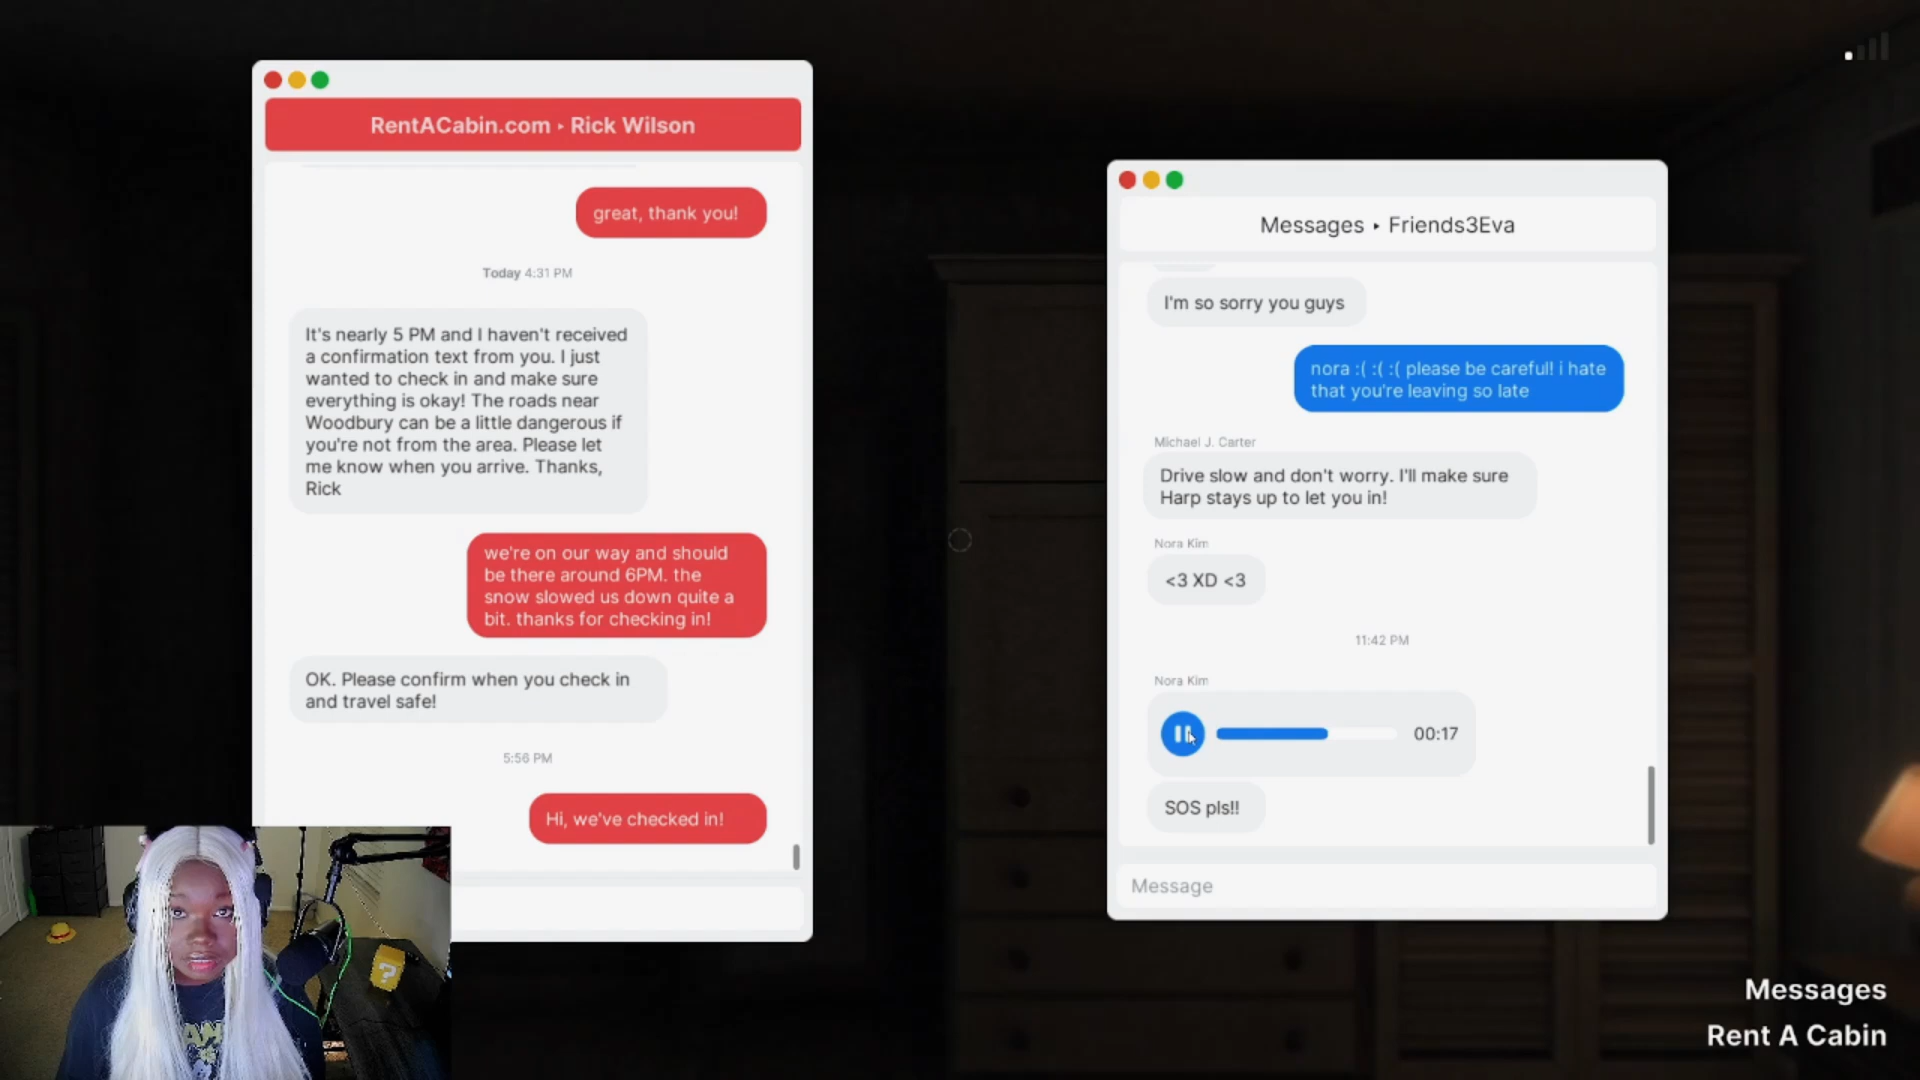 RentACabin.com ▸ Rick Wilson
great, thank you!
Today 4:31 PM
It's nearly 5 PM and I haven't received
a confirmation text from you. I just
wanted to check in and make sure
everything is okay! The roads near
Woodbury can be a little dangerous if
you're not from the area. Please let
me know when you arrive. Thanks,
Rick
we're on our way and should
be there around 6PM. the
snow slowed us down quite a
bit. thanks for checking in!
OK. Please confirm when you check in
and travel safe!
5:56 PM
Hi, we've checked in!
Messages ▸ Friends3Eva
I'm so sorry you guys
nora :( :( :( please be careful! i hate
that you're leaving so late
Michael J. Carter
Drive slow and don't worry. I'll make sure
Harp stays up to let you in!
Nora Kim
<3 XD <3
11:42 PM
Nora Kim
00:17
SOS pls!!
Message
Messages
Rent A Cabin
?